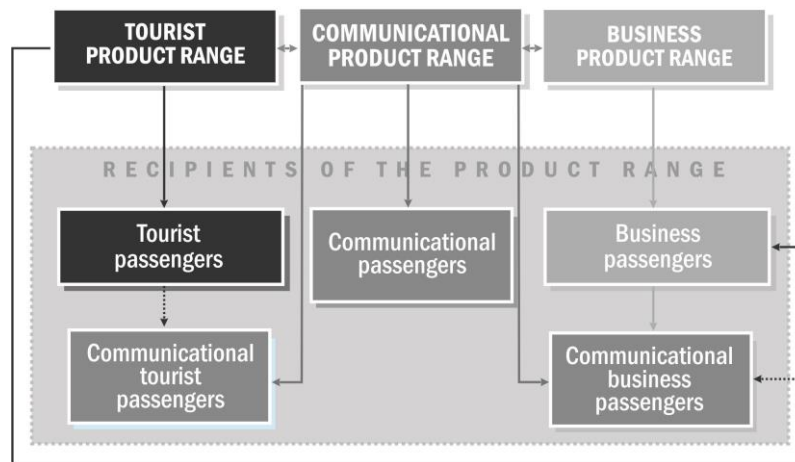 TOURIST
PRODUCT RANGE
COMMUNICATIONAL
PRODUCT RANGE
BUSINESS
PRODUCT RANGE
RECIPIENTS OF THE PRODUCT RANGE
Tourist
passengers
Communicational
passengers
Business
passengers
Communicational
tourist
passengers
Communicational
business
passengers